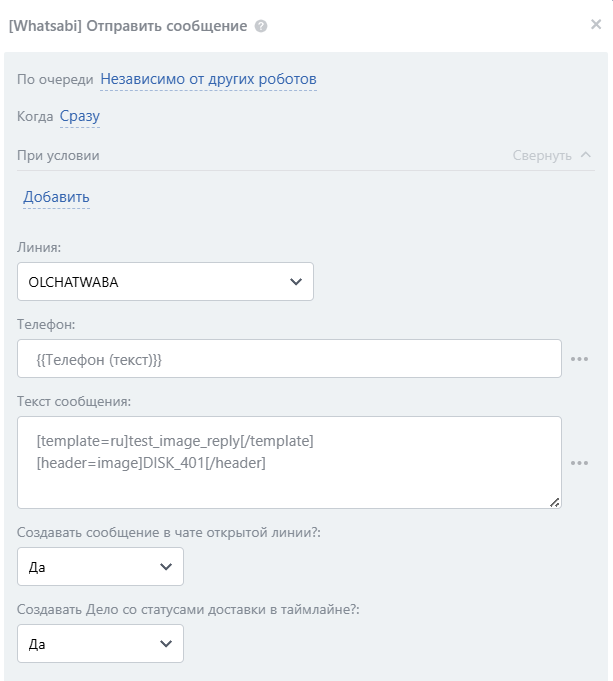 [Whatsabi] Отправить сообщение ?
По очереди Независимо от других роботов
Когда Сразу
При условии Свернуть
Добавить
Линия:
OLCHATWABA
Телефон:
{{Телефон (текст)}}
Текст сообщения:
[template=ru]test_image_reply[/template]
[header=image]DISK_401[/header]
Создавать сообщение в чате открытой линии?:
Да
Создавать Дело со статусами доставки в таймлайне?:
Да